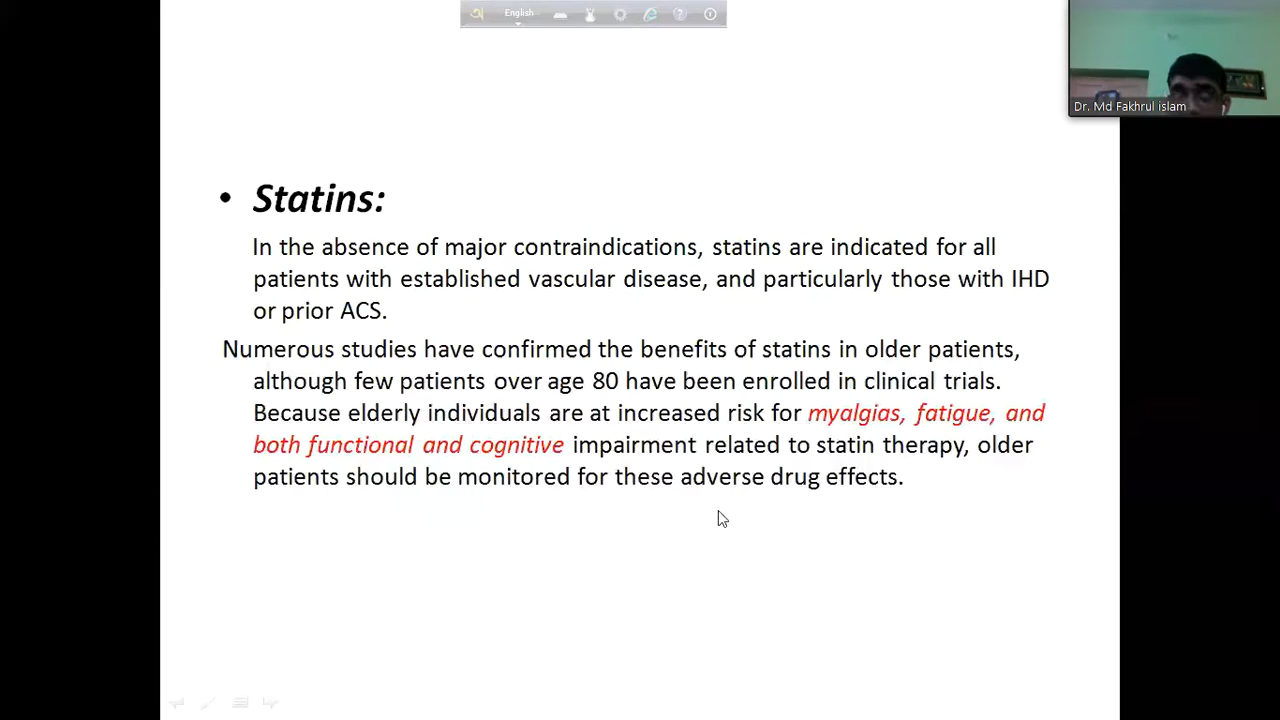 English
Dr. Md Fakhrul islam
• Statins:
In the absence of major contraindications, statins are indicated for all
patients with established vascular disease, and particularly those with IHD
or prior ACS.
Numerous studies have confirmed the benefits of statins in older patients,
although few patients over age 80 have been enrolled in clinical trials.
Because elderly individuals are at increased risk for myalgias, fatigue, and
both functional and cognitive impairment related to statin therapy, older
patients should be monitored for these adverse drug effects.